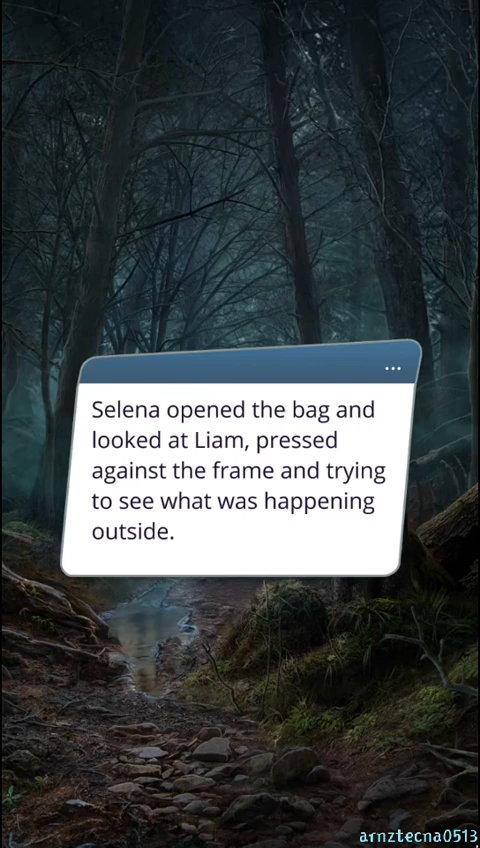 ...
Selena opened the bag and
looked at Liam, pressed
against the frame and trying
to see what was happening
outside.
arnztecna0513